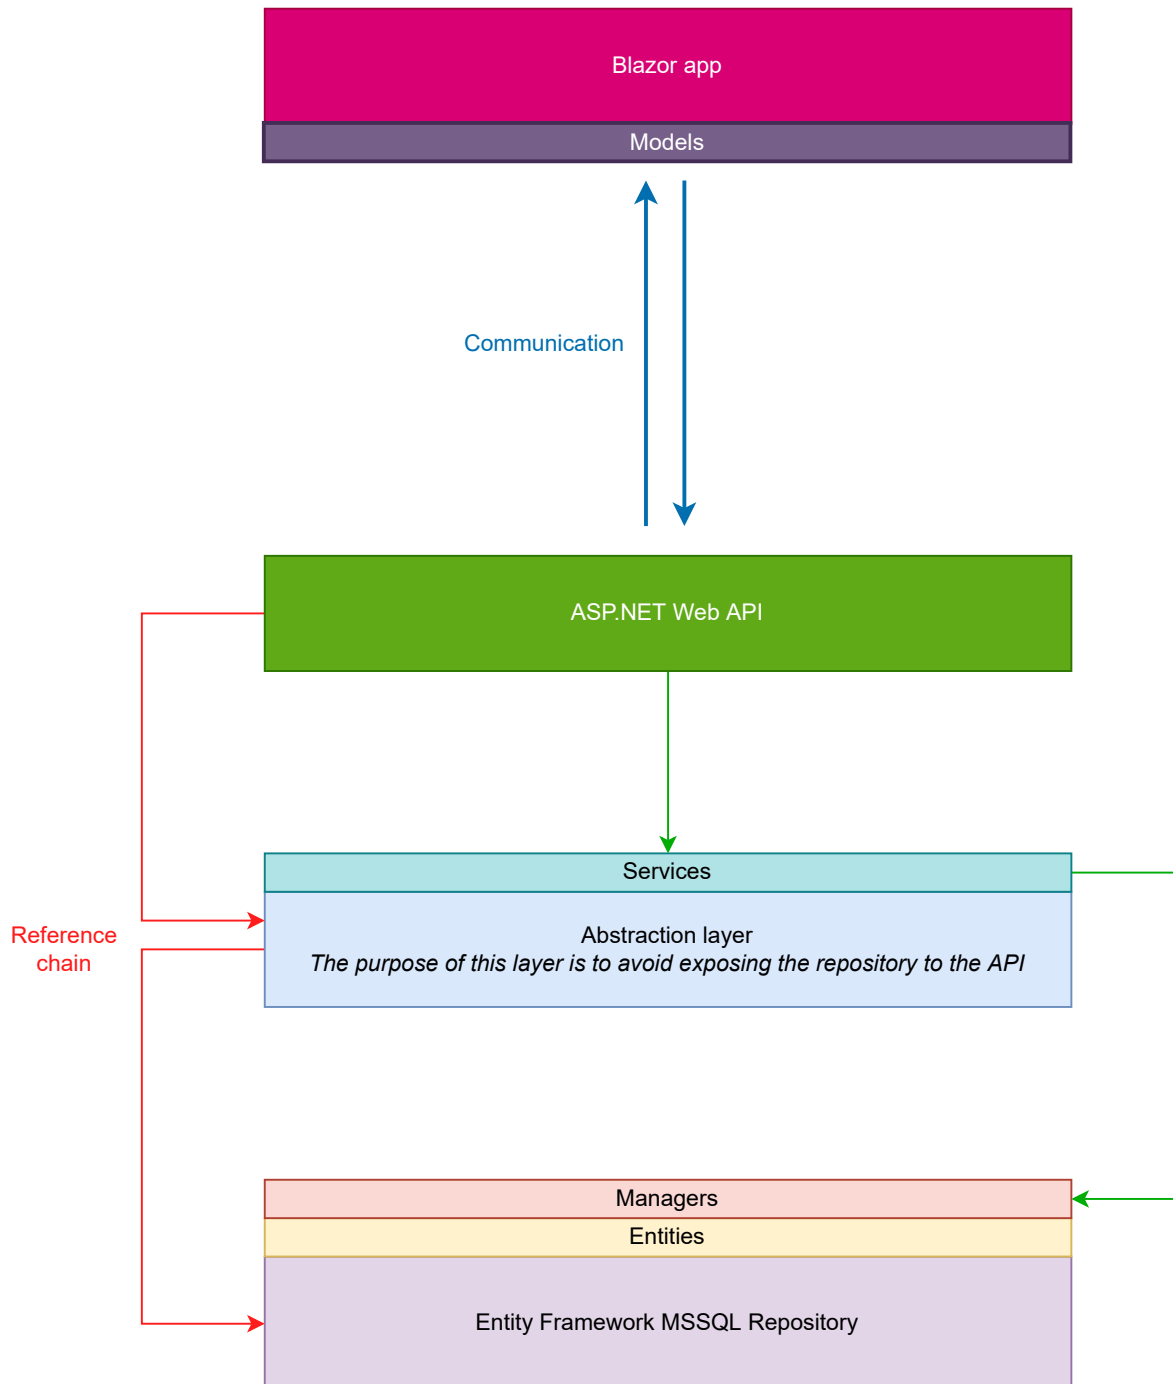 Blazor app
Models
Communication
ASP.NET Web API
Services
Abstraction layer
The purpose of this layer is to avoid exposing the repository to the API
Reference
chain
Managers
Entities
Entity Framework MSSQL Repository